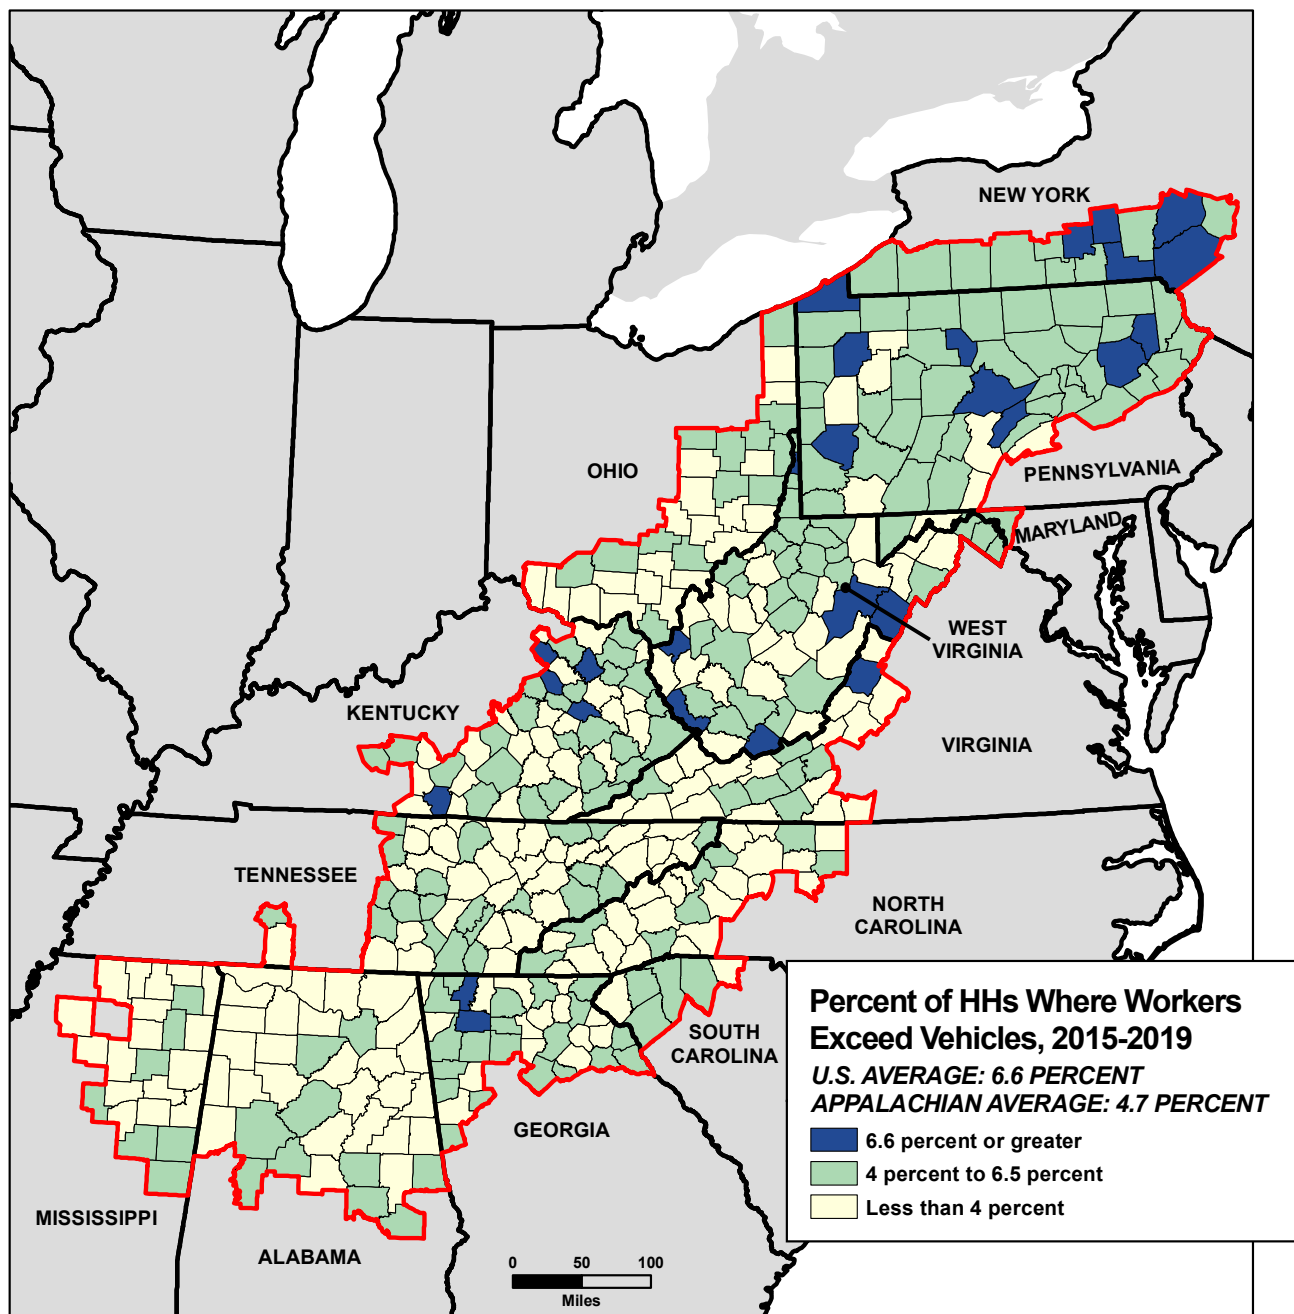 NEW YORK
OHIO
PENNSYLVANIA
MARYLAND
WEST
VIRGINIA
KENTUCKY
VIRGINIA
TENNESSEE
NORTH
CAROLINA
SOUTH
CAROLINA
GEORGIA
MISSISSIPPI
ALABAMA
Percent of HHs Where Workers
Exceed Vehicles, 2015-2019
U.S. AVERAGE: 6.6 PERCENT
APPALACHIAN AVERAGE: 4.7 PERCENT
6.6 percent or greater
4 percent to 6.5 percent
Less than 4 percent
0 50 100
Miles